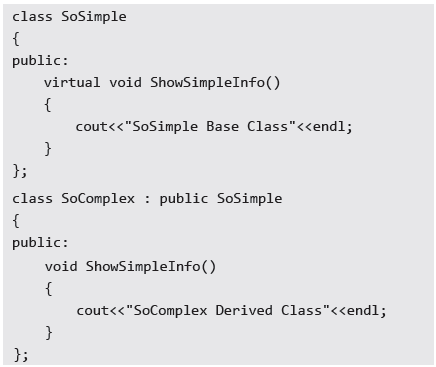 class SoSimple
{
public:
    virtual void ShowSimpleInfo()
    {
        cout<<"SoSimple Base Class"<<endl;
    }
};
class SoComplex : public SoSimple
{
public:
    void ShowSimpleInfo()
    {
        cout<<"SoComplex Derived Class"<<endl;
    }
};